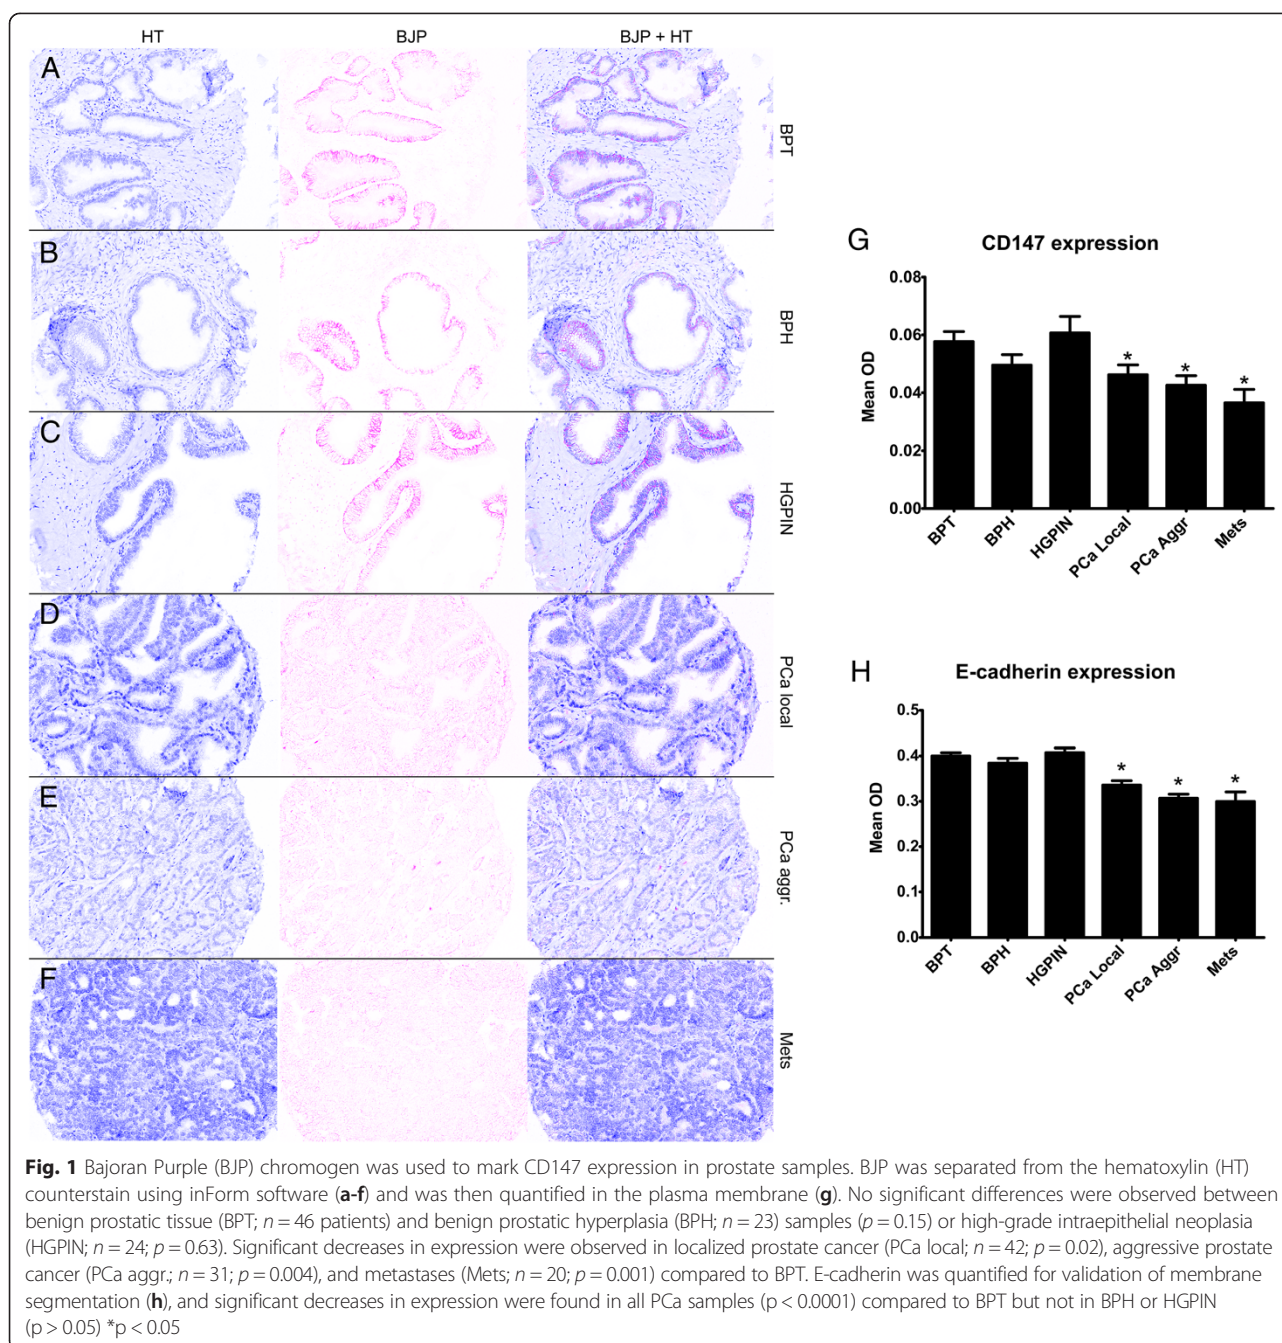 HT BJP BJP + HT
A
BPT
B
BPH
C
HGPIN
D
PCa local
E
PCa aggr.
F
Mets
G
CD147 expression
Mean OD
0.08
0.06
0.04
0.02
0.00
* * *
BPT BPH HGPIN PCa Local PCa Aggr Mets
H
E-cadherin expression
Mean OD
0.5
0.4
0.3
0.2
0.1
0.0
* * *
BPT BPH HGPIN PCa Local PCa Aggr Mets
Fig. 1 Bajoran Purple (BJP) chromogen was used to mark CD147 expression in prostate samples. BJP was separated from the hematoxylin (HT)
counterstain using inForm software (a-f) and was then quantified in the plasma membrane (g). No significant differences were observed between
benign prostatic tissue (BPT; n = 46 patients) and benign prostatic hyperplasia (BPH; n = 23) samples (p = 0.15) or high-grade intraepithelial neoplasia
(HGPIN; n = 24; p = 0.63). Significant decreases in expression were observed in localized prostate cancer (PCa local; n = 42; p = 0.02), aggressive prostate
cancer (PCa aggr.; n = 31; p = 0.004), and metastases (Mets; n = 20; p = 0.001) compared to BPT. E-cadherin was quantified for validation of membrane
segmentation (h), and significant decreases in expression were found in all PCa samples (p < 0.0001) compared to BPT but not in BPH or HGPIN
(p > 0.05) *p < 0.05